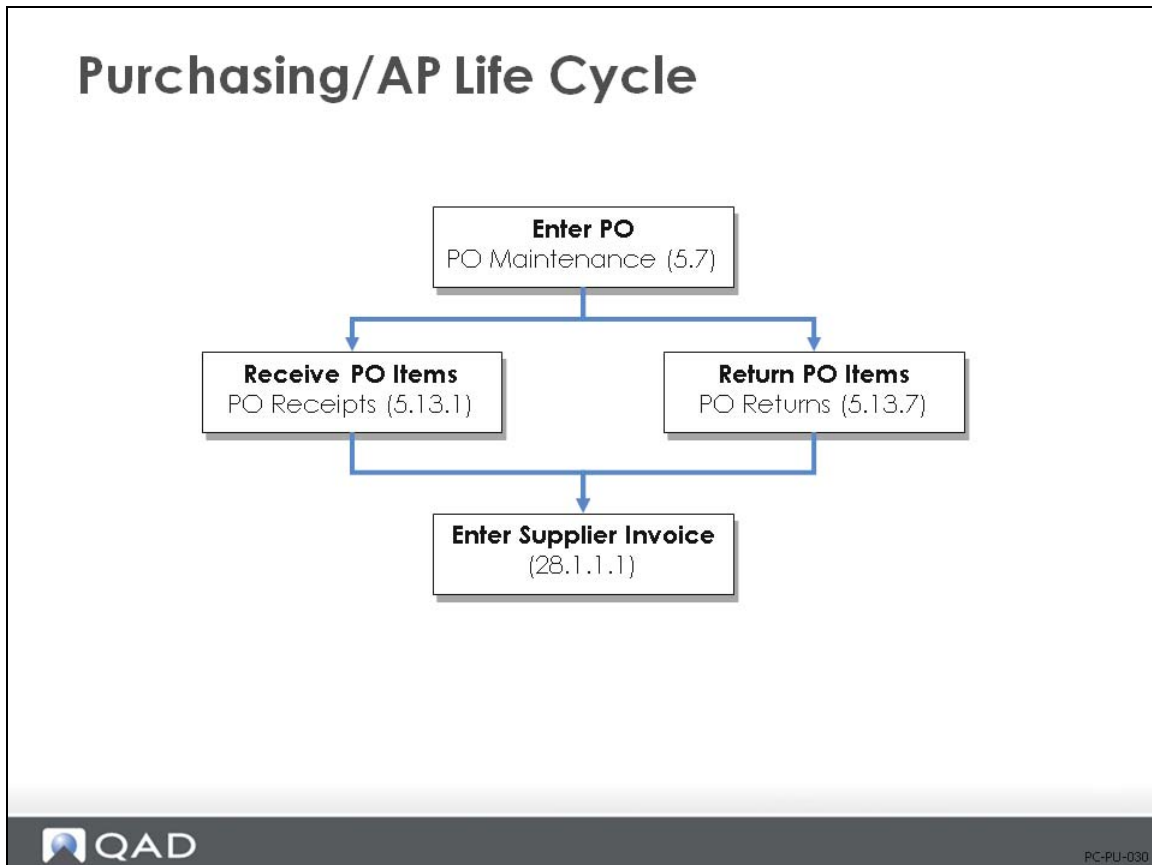 Purchasing/AP Life Cycle
Enter PO
PO Maintenance (5.7)
Receive PO Items
PO Receipts (5.13.1)
Return PO Items
PO Returns (5.13.7)
Enter Supplier Invoice
(28.1.1.1)
QAD
PC-PU-030